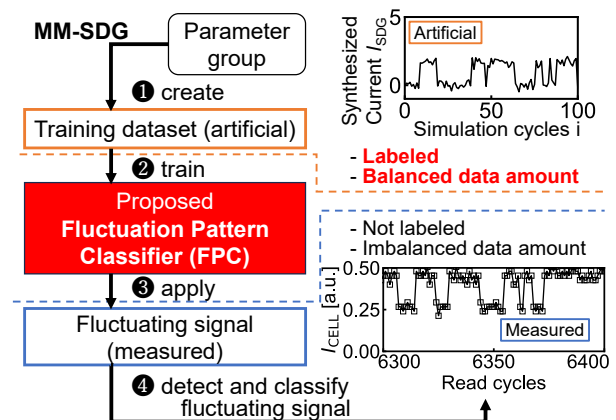 MM-SDG
Parameter
group
❶ create
Training dataset (artificial)
❷ train
Proposed
Fluctuation Pattern
Classifier (FPC)
❸ apply
Fluctuating signal
(measured)
❹ detect and classify
fluctuating signal
Synthesized
Current I_SDG
5
0
Artificial
0
50
100
Simulation cycles i
- Labeled
- Balanced data amount
- Not labeled
- Imbalanced data amount
I_CELL [a.u.]
0.50
0.25
0.00
Measured
6300
6350
6400
Read cycles